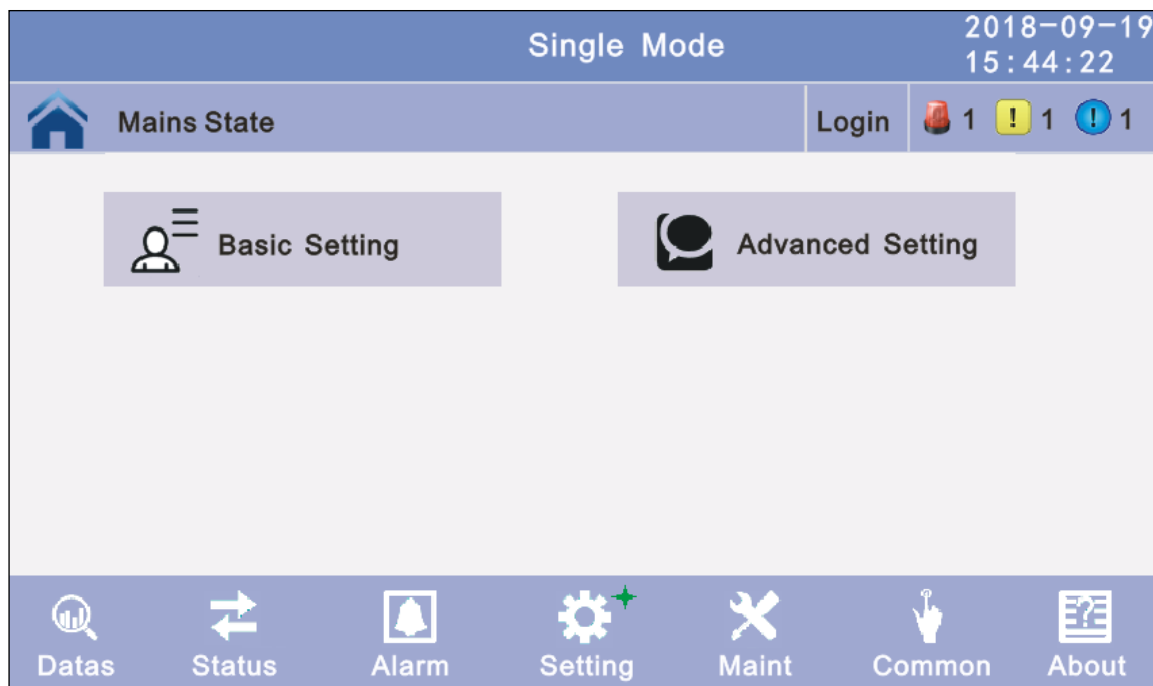 Single Mode
2018-09-19
15:44:22
Mains State
Login
1
! 1
! 1
Basic Setting
Advanced Setting
Datas
Status
Alarm
Setting
Maint
Common
?
About